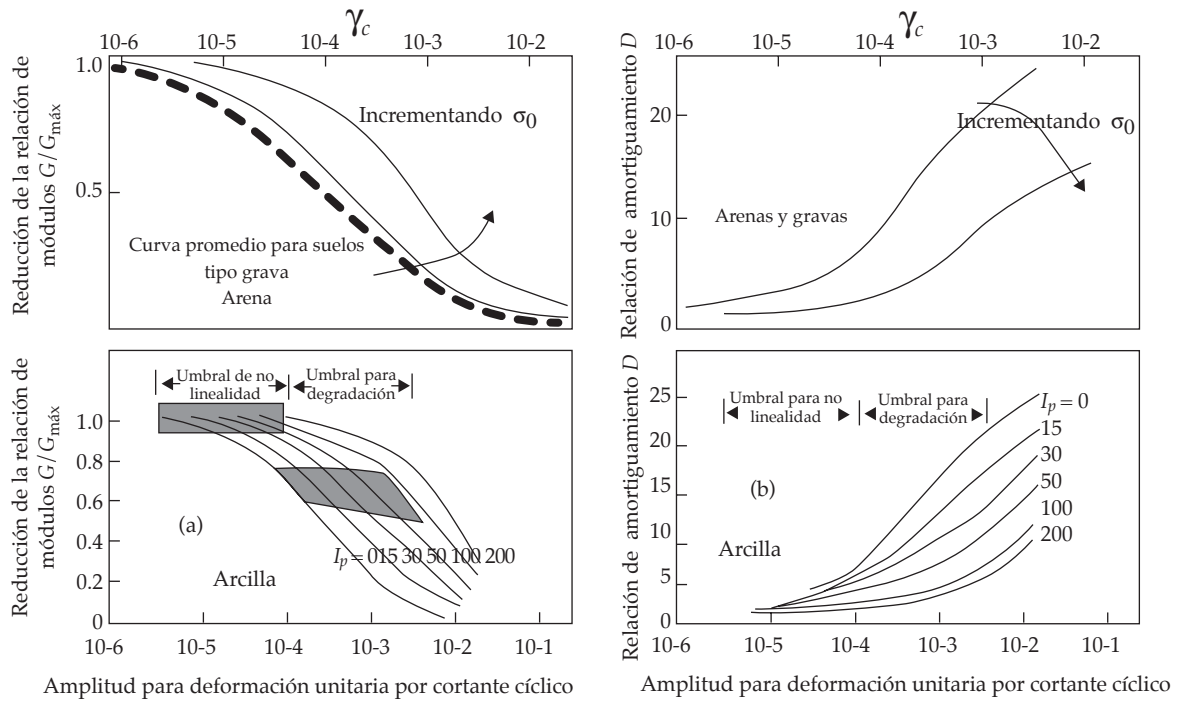 γc
10-6 10-5 10-4 10-3 10-2
Reducción de la relación de
módulos G/Gmáx
1.0
0.5
Incrementando σ0
Curva promedio para suelos
tipo grava
Arena
γc
10-6 10-5 10-4 10-3 10-2
Relación de amortiguamiento D
20
10
0
Incrementando σ0
Arenas y gravas
Reducción de la relación de
módulos G/Gmáx
1.0
0.8
0.6
0.4
0.2
0
Umbral de no
linealidad
Umbral para
degradación
(a)
Ip = 015 30 50 100 200
Arcilla
10-6 10-5 10-4 10-3 10-2 10-1
Amplitud para deformación unitaria por cortante cíclico
Relación de amortiguamiento D
25
20
15
10
5
0
Umbral para no
linealidad
Umbral para
degradación
Ip = 0
15
30
50
100
200
(b)
Arcilla
10-6 10-5 10-4 10-3 10-2 10-1
Amplitud para deformación unitaria por cortante cíclico